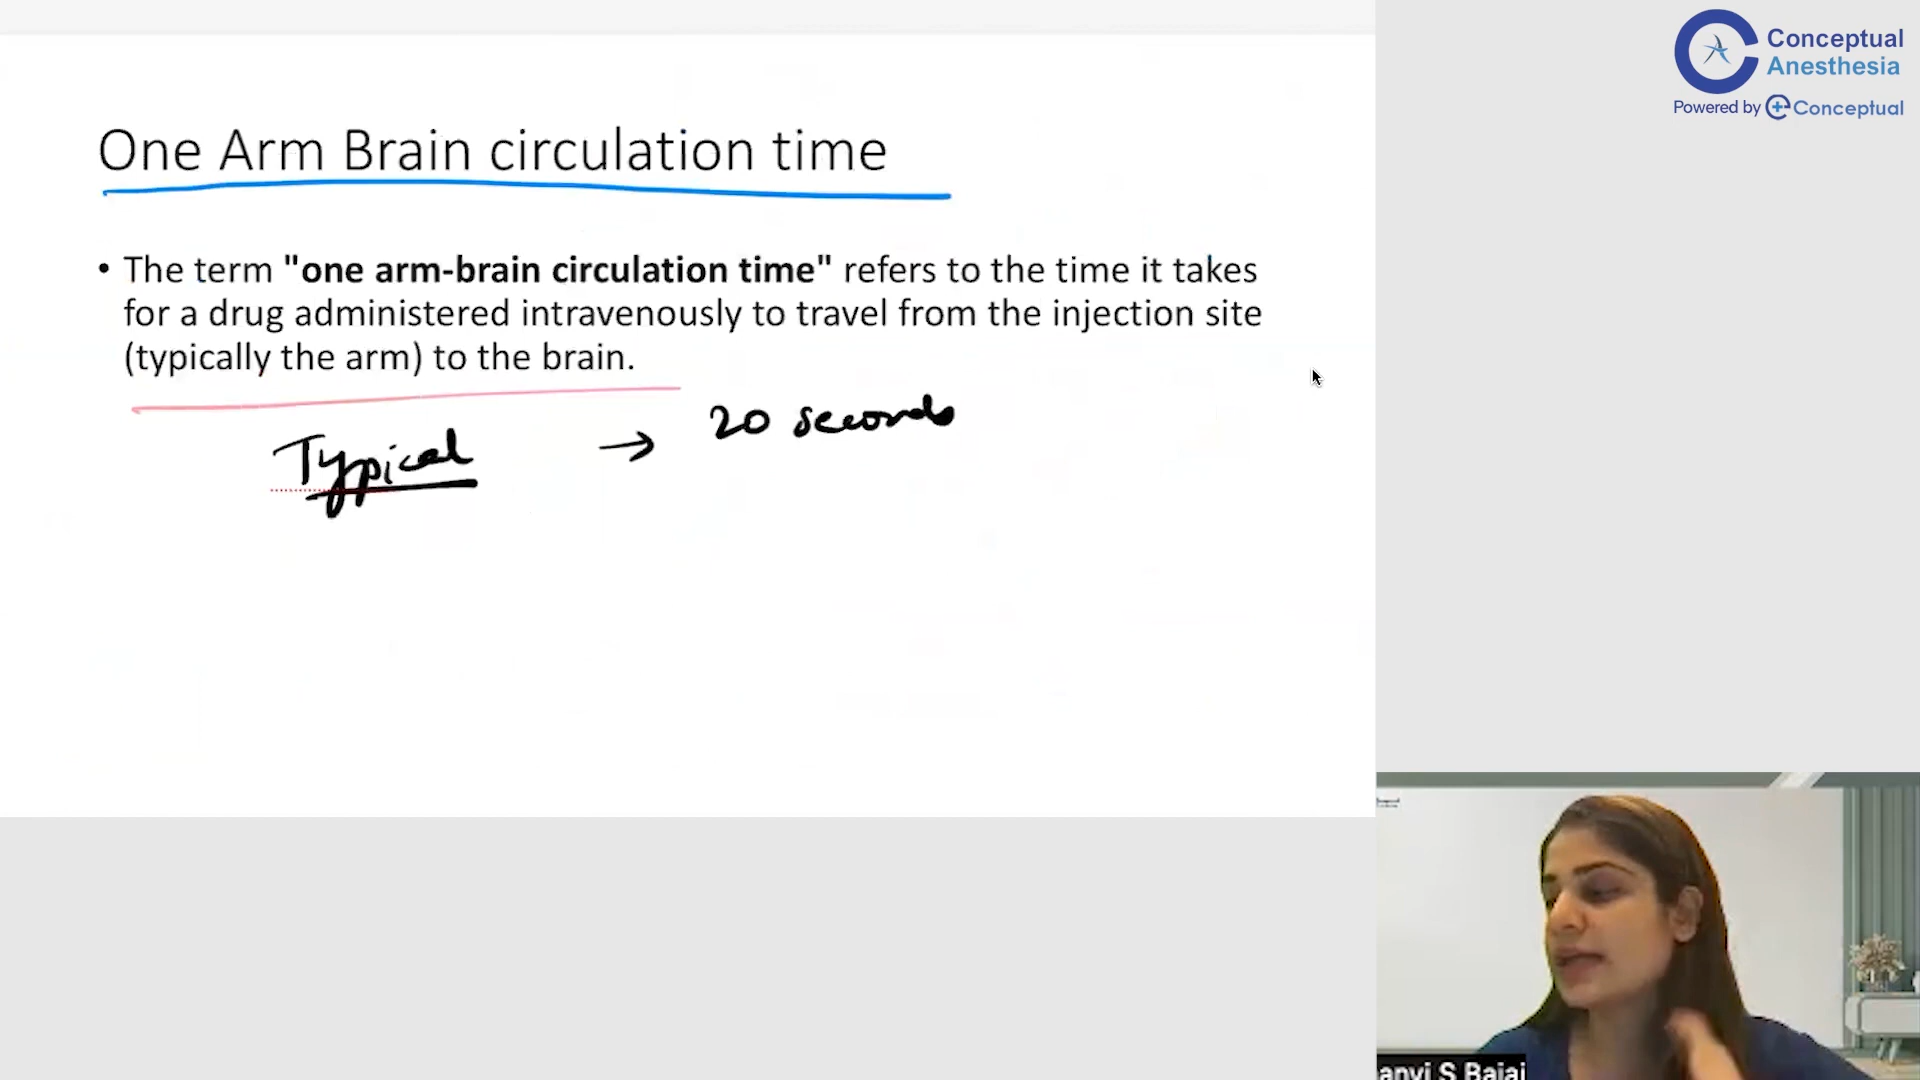 Conceptual
Anesthesia
Powered by Conceptual
One Arm Brain circulation time
• The term "one arm-brain circulation time" refers to the time it takes
for a drug administered intravenously to travel from the injection site
(typically the arm) to the brain.
Typical → 20 seconds
anvi S Bajaj